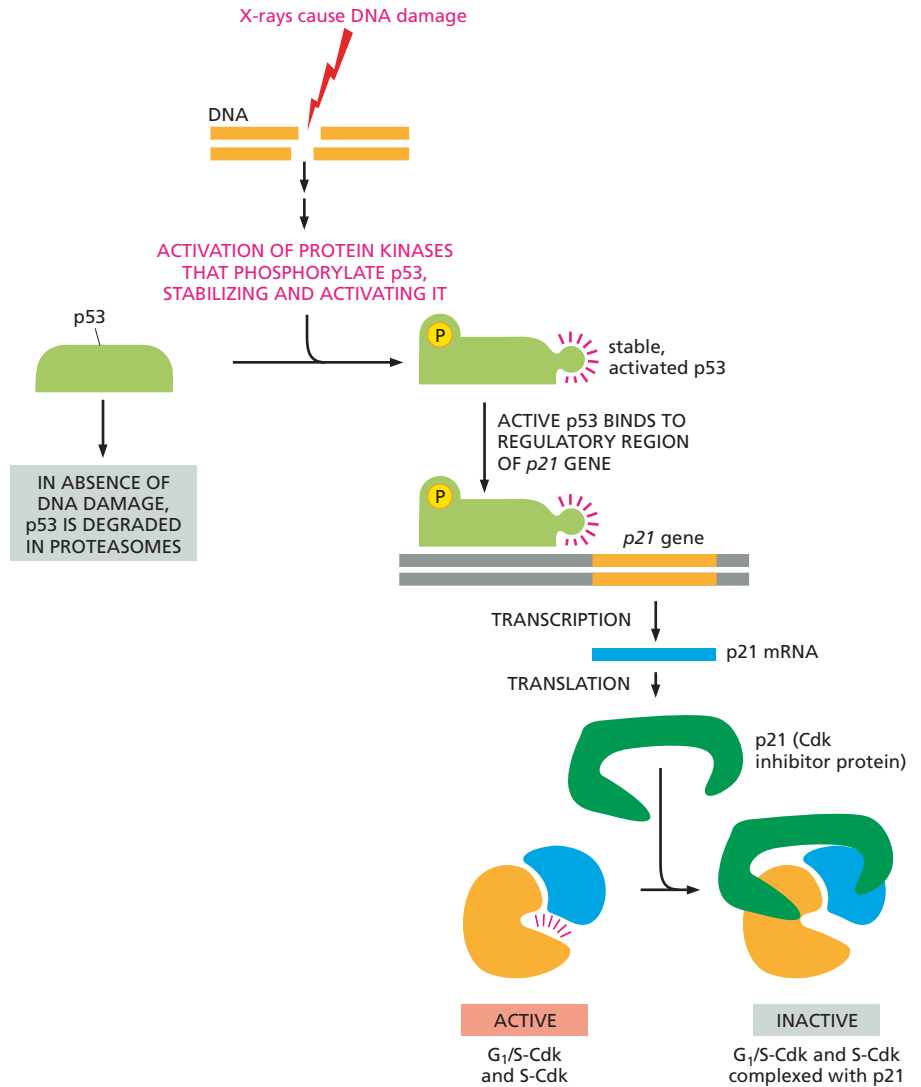 X-rays cause DNA damage
DNA
ACTIVATION OF PROTEIN KINASES
THAT PHOSPHORYLATE p53,
STABILIZING AND ACTIVATING IT
p53
P
stable,
activated p53
ACTIVE p53 BINDS TO
REGULATORY REGION
OF p21 GENE
IN ABSENCE OF
DNA DAMAGE,
p53 IS DEGRADED
IN PROTEASOMES
P
p21 gene
TRANSCRIPTION
p21 mRNA
TRANSLATION
p21 (Cdk
inhibitor protein)
ACTIVE
G₁/S-Cdk
and S-Cdk
INACTIVE
G₁/S-Cdk and S-Cdk
complexed with p21